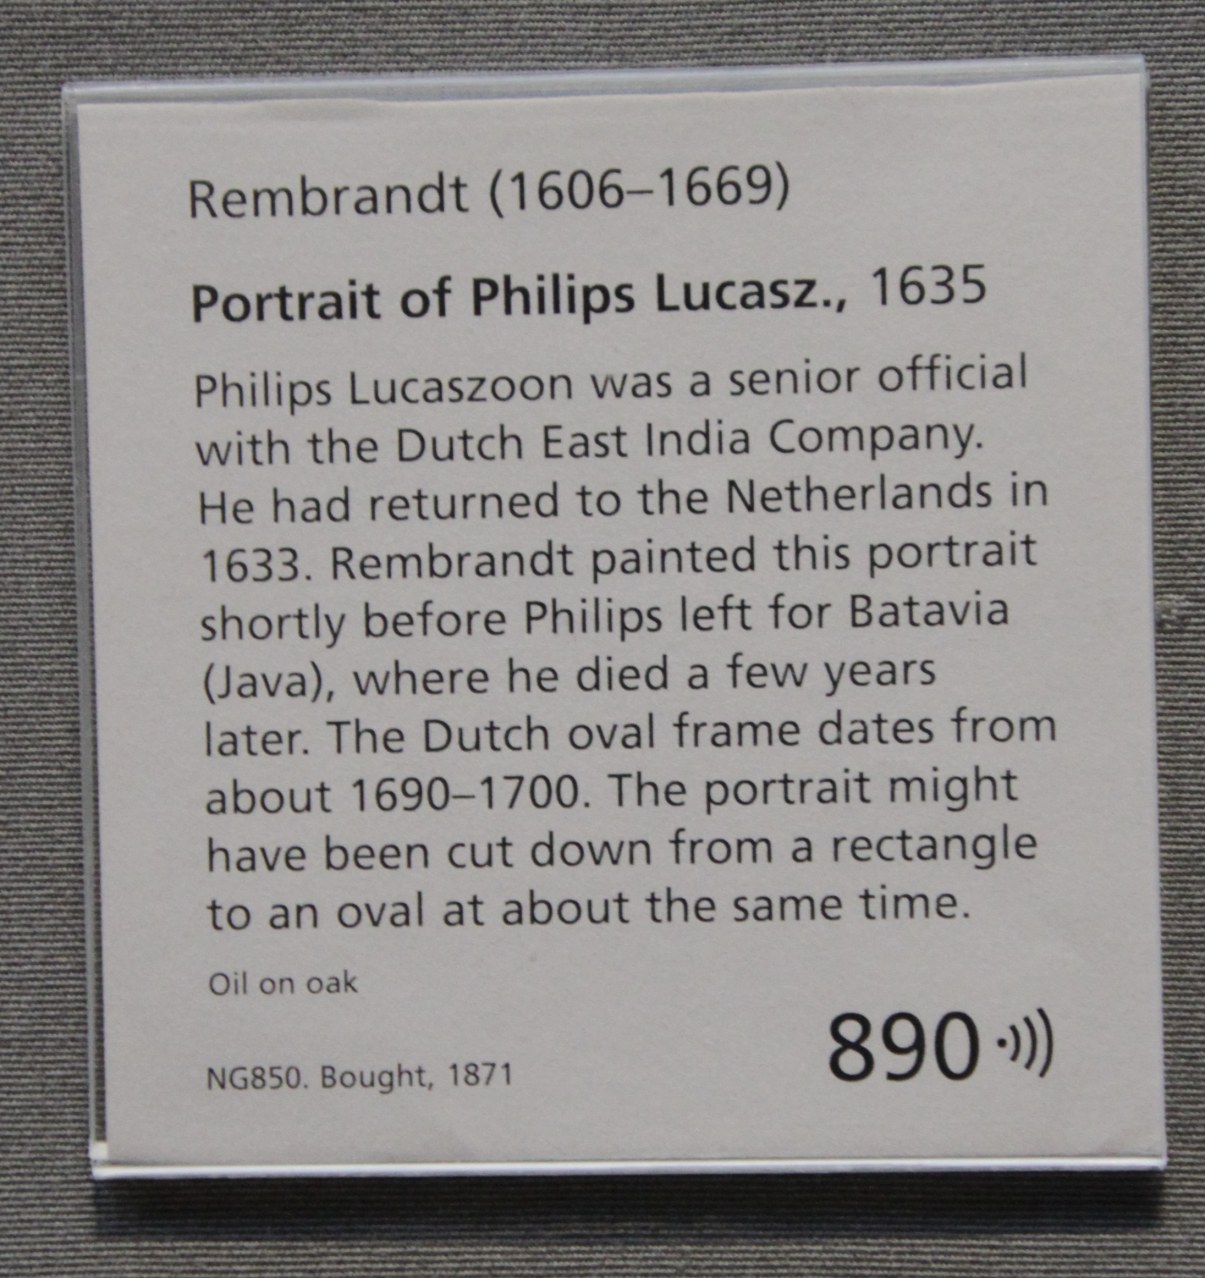 Rembrandt (1606–1669)
Portrait of Philips Lucasz., 1635
Philips Lucaszoon was a senior official
with the Dutch East India Company.
He had returned to the Netherlands in
1633. Rembrandt painted this portrait
shortly before Philips left for Batavia
(Java), where he died a few years
later. The Dutch oval frame dates from
about 1690–1700. The portrait might
have been cut down from a rectangle
to an oval at about the same time.
Oil on oak
890
NG850. Bought, 1871